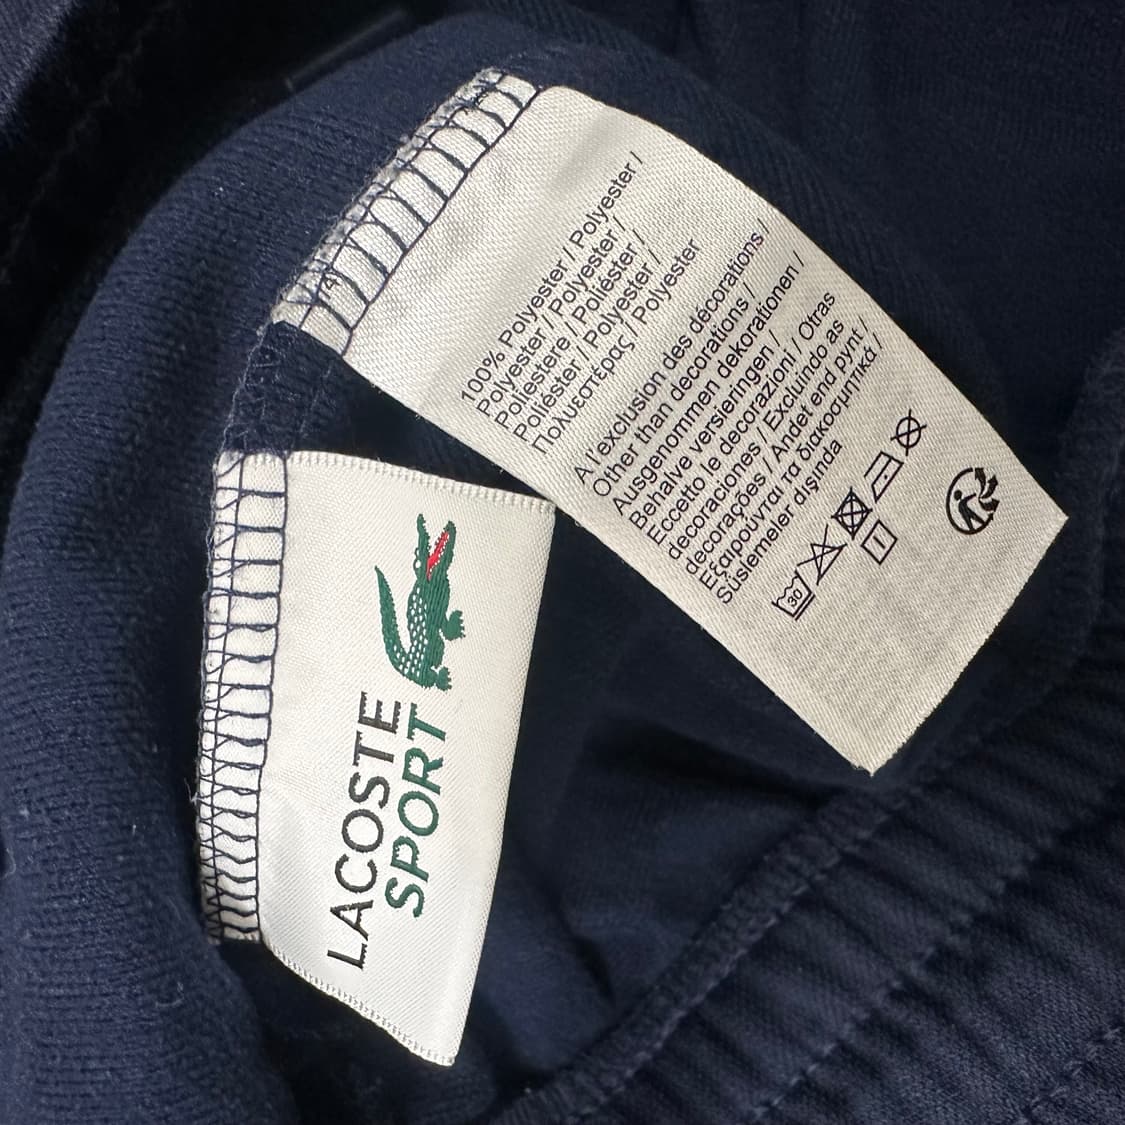 100% Polyester / Polyester /
Polyester / Polyester /
Poliestere / Poliéster /
Poliéster / Polyester /
Πολυεστέρας / Polyester
A l'exclusion des décorations /
Other than decorations /
Ausgenommen dekorationen /
Behalve versieringen /
Eccetto le decorazioni / Otras
decoraciones / Excluindo as
decorações / Andet end pynt /
Εξαιρούνται τα διακοσμητικά /
Süslemeler dışında
30
LACOSTE
SPORT